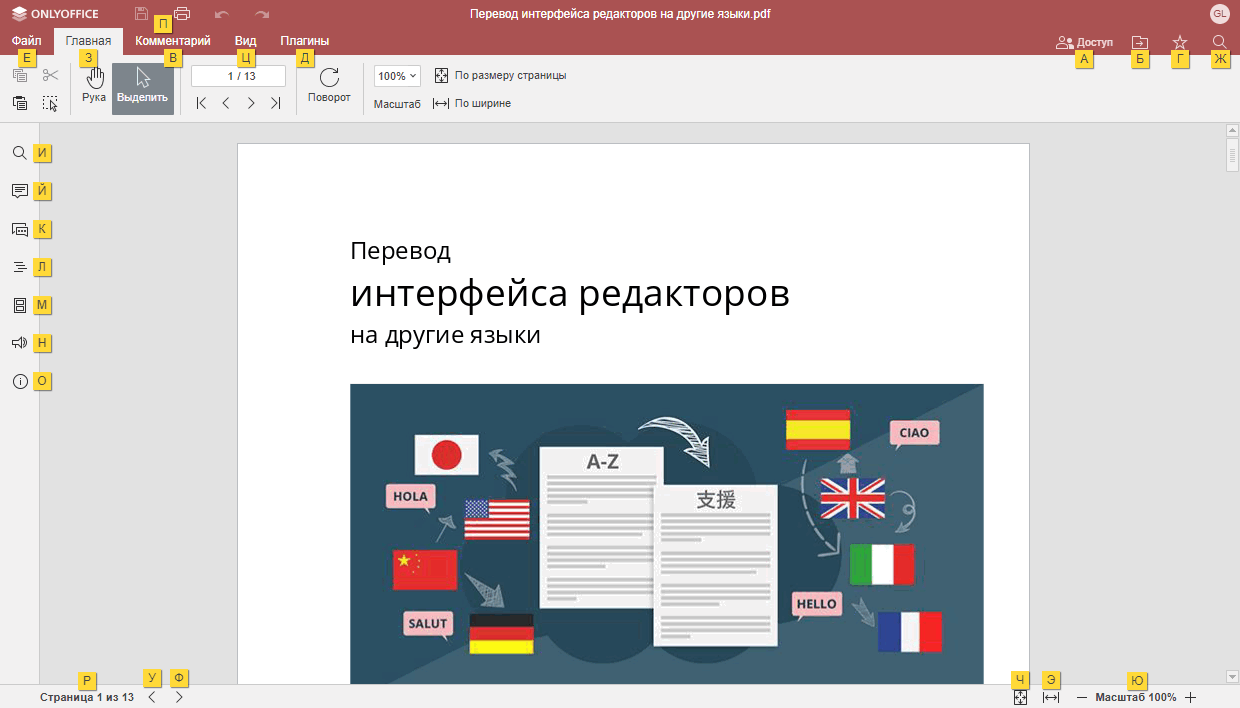 ONLYOFFICE
П
Перевод интерфейса редакторов на другие языки.pdf
GL
Файл
Главная
Комментарий
Вид
Плагины
Доступ
Е
З
В
Ц
Д
А
Б
Г
Ж
Рука
Выделить
1 / 13
Поворот
100%
По размеру страницы
Масштаб
По ширине
И
Й
К
Л
М
Н
О
Перевод
интерфейса редакторов
на другие языки
A-Z
支援
CIAO
HOLA
HELLO
SALUT
Р
У
Ф
Ч
Э
Ю
Страница 1 из 13
Масштаб 100%